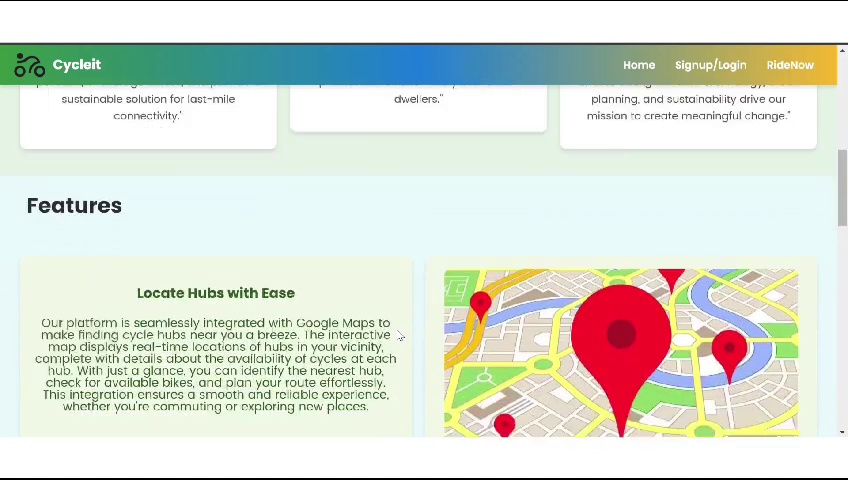 Cycleit
Home
Signup/Login
RideNow
sustainable solution for last-mile
connectivity."
dwellers."
planning, and sustainability drive our
mission to create meaningful change."
Features
Locate Hubs with Ease
Our platform is seamlessly integrated with Google Maps to
make finding cycle hubs near you a breeze. The interactive
map displays real-time locations of hubs in your vicinity,
complete with details about the availability of cycles at each
hub. With just a glance, you can identify the nearest hub,
check for available bikes, and plan your route effortlessly.
This integration ensures a smooth and reliable experience,
whether you're commuting or exploring new places.